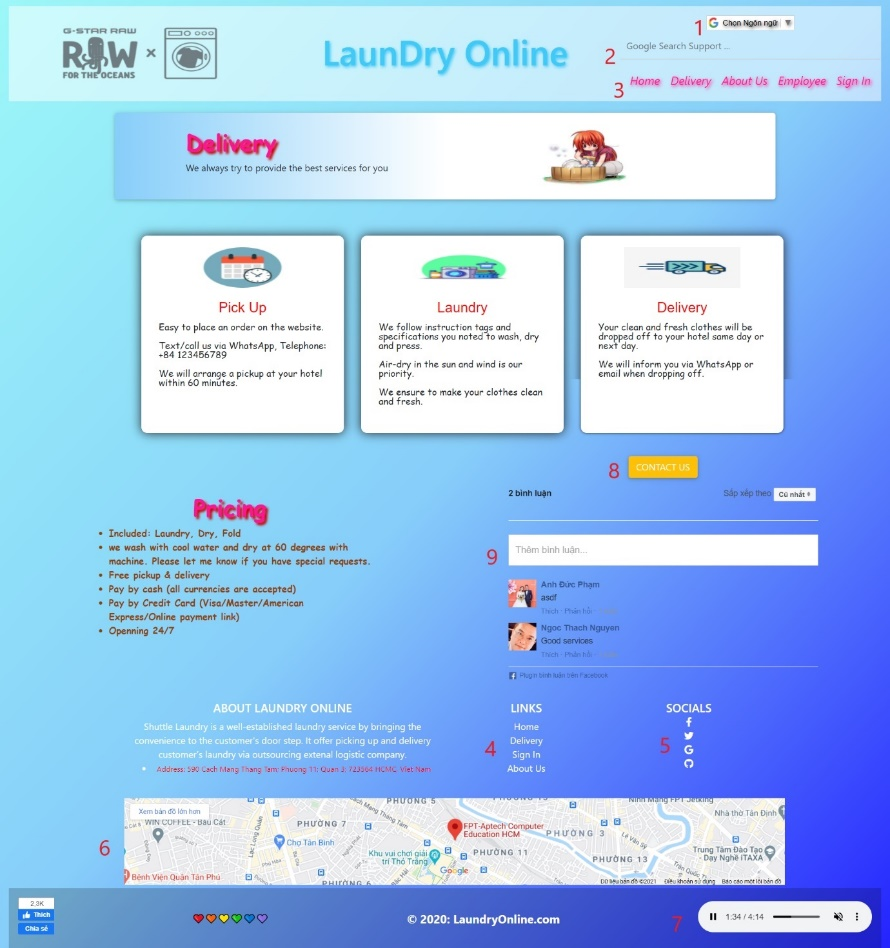 1
Chọn Ngôn ngữ ▼
G-STAR RAW
RAW ×
FOR THE OCEANS
LaunDry Online
2
Google Search Support ...
3
Home Delivery About Us Employee Sign In
Delivery
We always try to provide the best services for you
Pick Up
Easy to place an order on the website.
Text/call us via WhatsApp, Telephone:
+84 123456789
We will arrange a pickup at your hotel
within 60 minutes.
Laundry
We follow instruction tags and
specifications you noted to wash, dry
and press.
Air-dry in the sun and wind is our
priority.
We ensure to make your clothes clean
and fresh.
Delivery
Your clean and fresh clothes will be
dropped off to your hotel same day or
next day.
We will inform you via WhatsApp or
email when dropping off.
8
CONTACT US
Pricing
• Included: Laundry, Dry, Fold
• we wash with cool water and dry at 60 degrees with
machine. Please let me know if you have special requests.
• Free pickup & delivery
• Pay by cash (all currencies are accepted)
• Pay by Credit Card (Visa/Master/American
Express/Online payment link)
• Openning 24/7
2 bình luận
Sắp xếp theo Cũ nhất
9
Thêm bình luận...
Anh Đức Phạm
asdf
Thích · Phản hồi
Ngoc Thach Nguyen
Good services
Thích · Phản hồi
Plugin bình luận trên Facebook
ABOUT LAUNDRY ONLINE
Shuttle Laundry is a well-established laundry service by bringing the
convenience to the customer's door step. It offer picking up and delivery
customer's laundry via outsourcing extenal logistic company.
• Address: 590 Cach Mang Thang Tam; Phuong 11; Quan 3; 723564 HCMC, Viet Nam
4
LINKS
Home
Delivery
Sign In
About Us
5
SOCIALS
6
Xem bản đồ lớn hơn
WIN COFFEE - Bàu Cát
PHƯỜNG 7
Cách Mạng Tháng Tám
PHƯỜNG 5
Lạc Long Quân
Chợ Tân Bình
Bệnh Viện Quận Tân Phú
PHƯỜNG 6
Khu vui chơi giải
trí Thỏ Trắng
FPT-Aptech Computer
Education HCM
PHƯỜNG 11
Google
PHƯỜNG 3
PHƯỜNG 13
Lê Văn Sỹ
Nhà thờ Tân Định
Trung Tâm Đào Tạo
Dạy Nghề ITAXA
Dữ liệu bản đồ ©2021 Điều khoản sử dụng Báo cáo một lỗi bản đồ
2,3K
Thích
Chia sẻ
© 2020: LaundryOnline.com
7
1:34 / 4:14